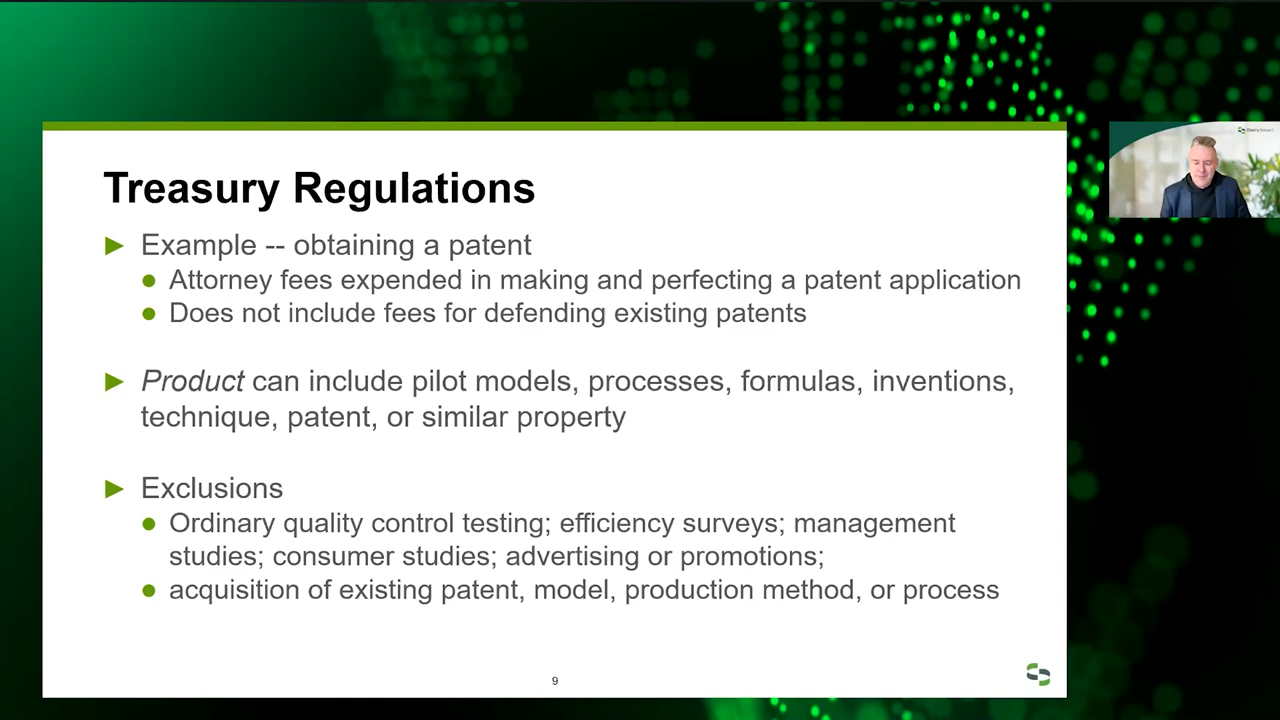 Treasury Regulations
► Example -- obtaining a patent
● Attorney fees expended in making and perfecting a patent application
● Does not include fees for defending existing patents
► Product can include pilot models, processes, formulas, inventions,
technique, patent, or similar property
► Exclusions
● Ordinary quality control testing; efficiency surveys; management
studies; consumer studies; advertising or promotions;
● acquisition of existing patent, model, production method, or process
9